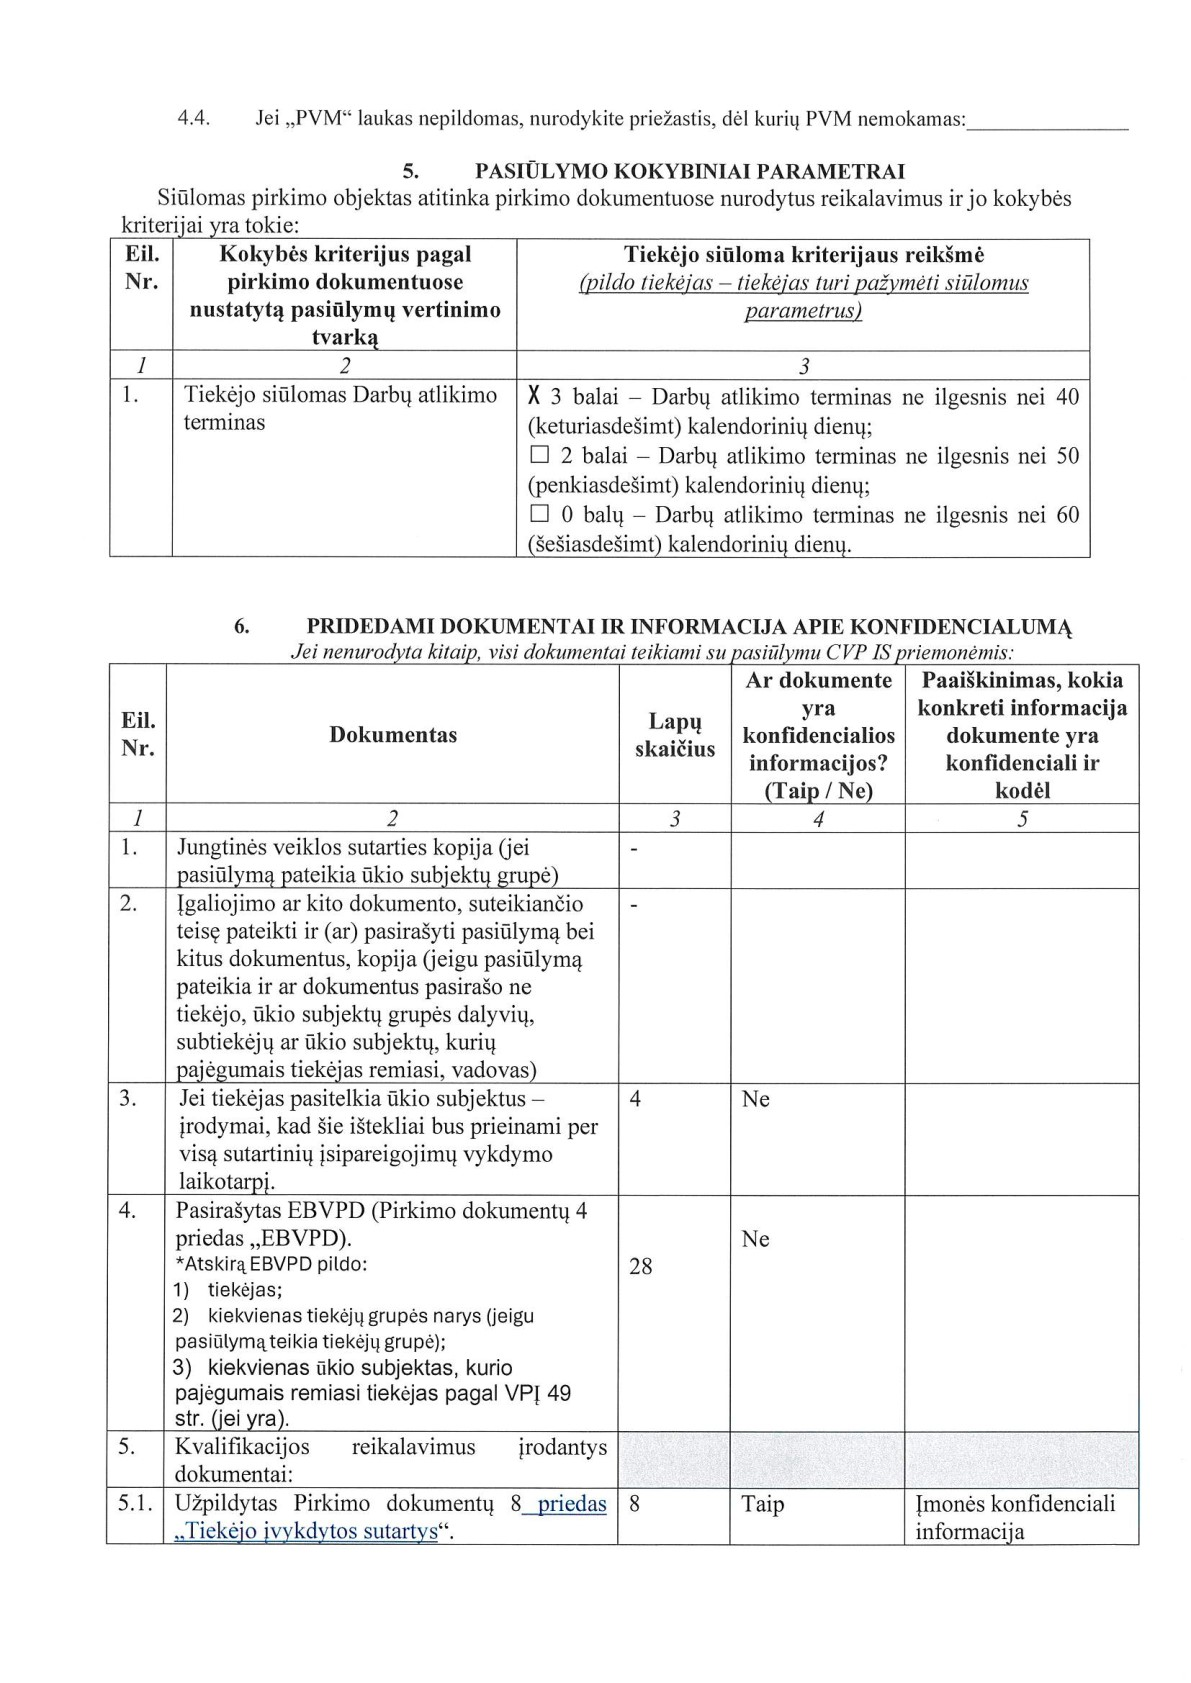 4.4. Jei „PVM“ laukas nepildomas, nurodykite priežastis, dėl kurių PVM nemokamas:_______________
5. PASIŪLYMO KOKYBINIAI PARAMETRAI
Siūlomas pirkimo objektas atitinka pirkimo dokumentuose nurodytus reikalavimus ir jo kokybės
kriterijai yra tokie:
Eil.
Nr.
Kokybės kriterijus pagal
pirkimo dokumentuose
nustatytą pasiūlymų vertinimo
tvarką
Tiekėjo siūloma kriterijaus reikšmė
(pildo tiekėjas – tiekėjas turi pažymėti siūlomus
parametrus)
1 2 3
1. Tiekėjo siūlomas Darbų atlikimo
terminas
X 3 balai – Darbų atlikimo terminas ne ilgesnis nei 40
(keturiasdešimt) kalendorinių dienų;
☐ 2 balai – Darbų atlikimo terminas ne ilgesnis nei 50
(penkiasdešimt) kalendorinių dienų;
☐ 0 balų – Darbų atlikimo terminas ne ilgesnis nei 60
(šešiasdešimt) kalendorinių dienų.
6. PRIDEDAMI DOKUMENTAI IR INFORMACIJA APIE KONFIDENCIALUMĄ
Jei nenurodyta kitaip, visi dokumentai teikiami su pasiūlymu CVP IS priemonėmis:
Eil.
Nr.
Dokumentas
Lapų
skaičius
Ar dokumente
yra
konfidencialios
informacijos?
(Taip / Ne)
Paaiškinimas, kokia
konkreti informacija
dokumente yra
konfidenciali ir
kodėl
1 2 3 4 5
1. Jungtinės veiklos sutarties kopija (jei -
pasiūlymą pateikia ūkio subjektų grupė)
2. Įgaliojimo ar kito dokumento, suteikiančio -
teisę pateikti ir (ar) pasirašyti pasiūlymą bei
kitus dokumentus, kopija (jeigu pasiūlymą
pateikia ir ar dokumentus pasirašo ne
tiekėjo, ūkio subjektų grupės dalyvių,
subtiekėjų ar ūkio subjektų, kurių
pajėgumais tiekėjas remiasi, vadovas)
3. Jei tiekėjas pasitelkia ūkio subjektus – 4 Ne
įrodymai, kad šie ištekliai bus prieinami per
visą sutartinių įsipareigojimų vykdymo
laikotarpį.
4. Pasirašytas EBVPD (Pirkimo dokumentų 4
priedas „EBVPD). Ne
*Atskirą EBVPD pildo: 28
1) tiekėjas;
2) kiekvienas tiekėjų grupės narys (jeigu
pasiūlymą teikia tiekėjų grupė);
3) kiekvienas ūkio subjektas, kurio
pajėgumais remiasi tiekėjas pagal VPĮ 49
str. (jei yra).
5. Kvalifikacijos reikalavimus įrodantys
dokumentai:
5.1. Užpildytas Pirkimo dokumentų 8 priedas 8 Taip Įmonės konfidenciali
„Tiekėjo įvykdytos sutartys“. informacija